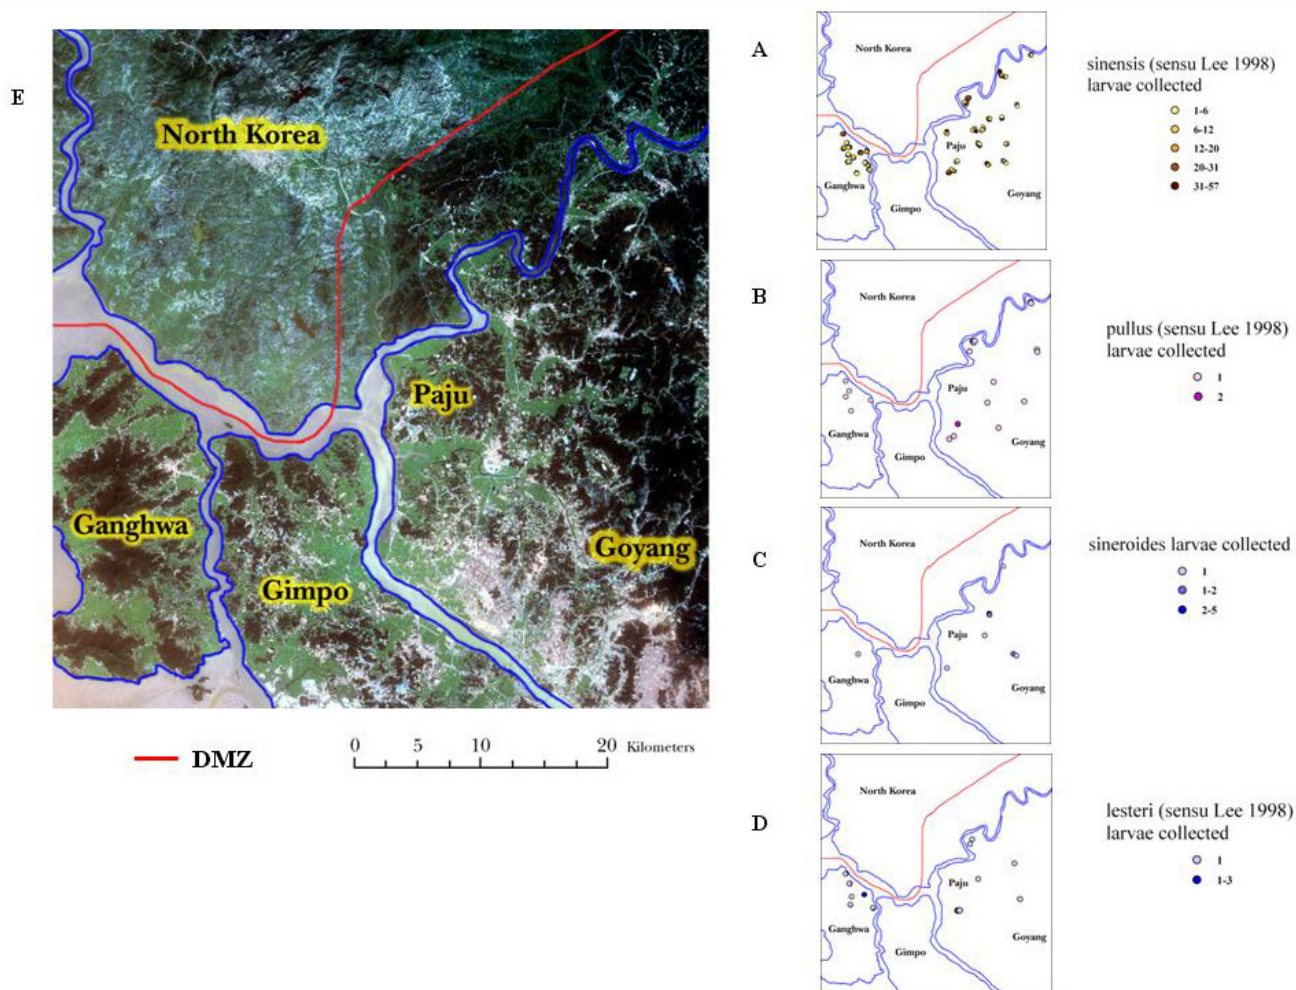 E
North Korea
Paju
Ganghwa
Goyang
Gimpo
DMZ
0 5 10 20 Kilometers
A
North Korea
Paju
Ganghwa
Goyang
Gimpo
sinensis (sensu Lee 1998)
larvae collected
1-6
6-12
12-20
20-31
31-57
B
North Korea
Paju
Ganghwa
Goyang
Gimpo
pullus (sensu Lee 1998)
larvae collected
1
2
C
North Korea
Paju
Ganghwa
Goyang
Gimpo
sineroides larvae collected
1
1-2
2-5
D
North Korea
Paju
Ganghwa
Goyang
Gimpo
lesteri (sensu Lee 1998)
larvae collected
1
1-3